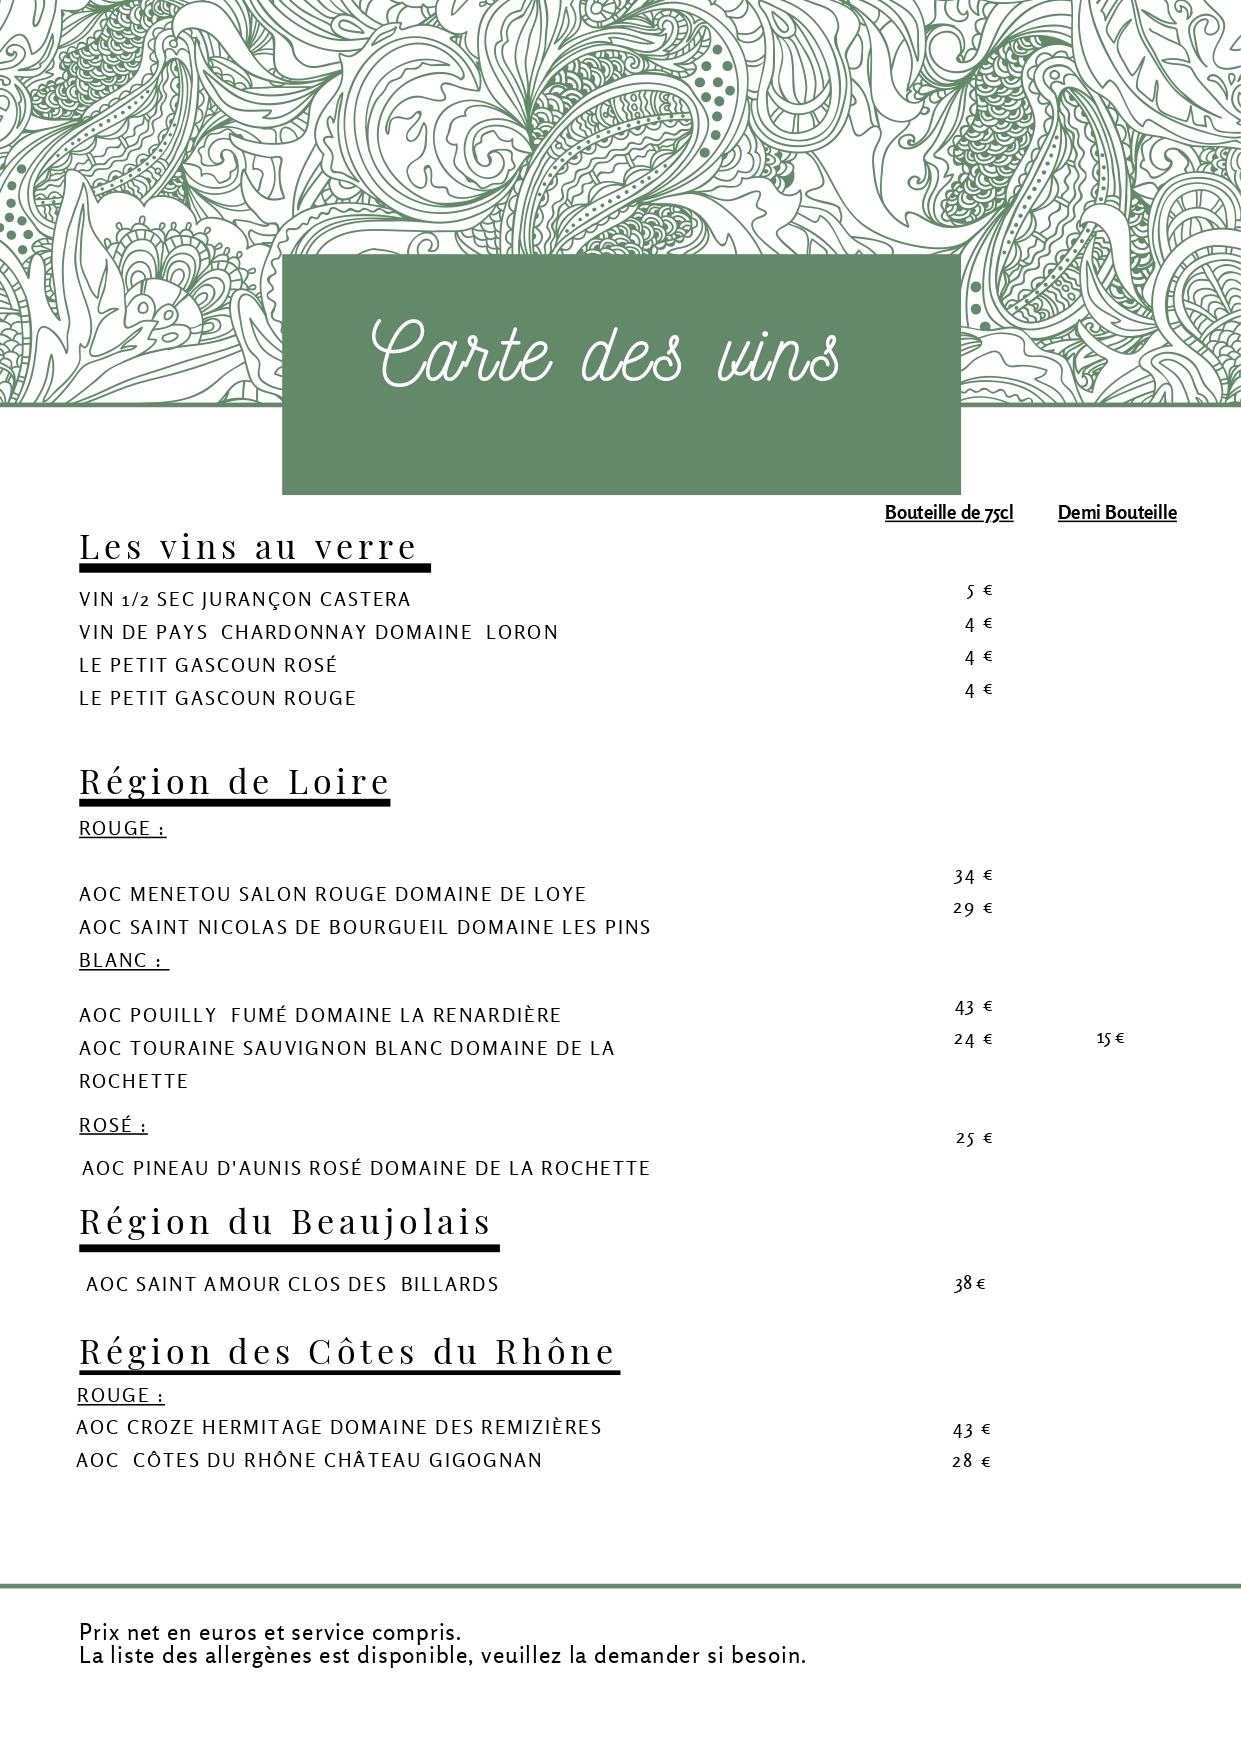 Carte des vins
Bouteille de 75cl Demi Bouteille
Les vins au verre
VIN 1/2 SEC JURANÇON CASTERA 5 €
VIN DE PAYS CHARDONNAY DOMAINE LORON 4 €
LE PETIT GASCOUN ROSÉ 4 €
LE PETIT GASCOUN ROUGE 4 €
Région de Loire
ROUGE :
AOC MENETOU SALON ROUGE DOMAINE DE LOYE 34 €
AOC SAINT NICOLAS DE BOURGUEIL DOMAINE LES PINS 29 €
BLANC :
AOC POUILLY FUMÉ DOMAINE LA RENARDIÈRE 43 €
AOC TOURAINE SAUVIGNON BLANC DOMAINE DE LA 24 € 15 €
ROCHETTE
ROSÉ :
AOC PINEAU D'AUNIS ROSÉ DOMAINE DE LA ROCHETTE 25 €
Région du Beaujolais
AOC SAINT AMOUR CLOS DES BILLARDS 38 €
Région des Côtes du Rhône
ROUGE :
AOC CROZE HERMITAGE DOMAINE DES REMIZIÈRES 43 €
AOC CÔTES DU RHÔNE CHÂTEAU GIGOGNAN 28 €
Prix net en euros et service compris.
La liste des allergènes est disponible, veuillez la demander si besoin.